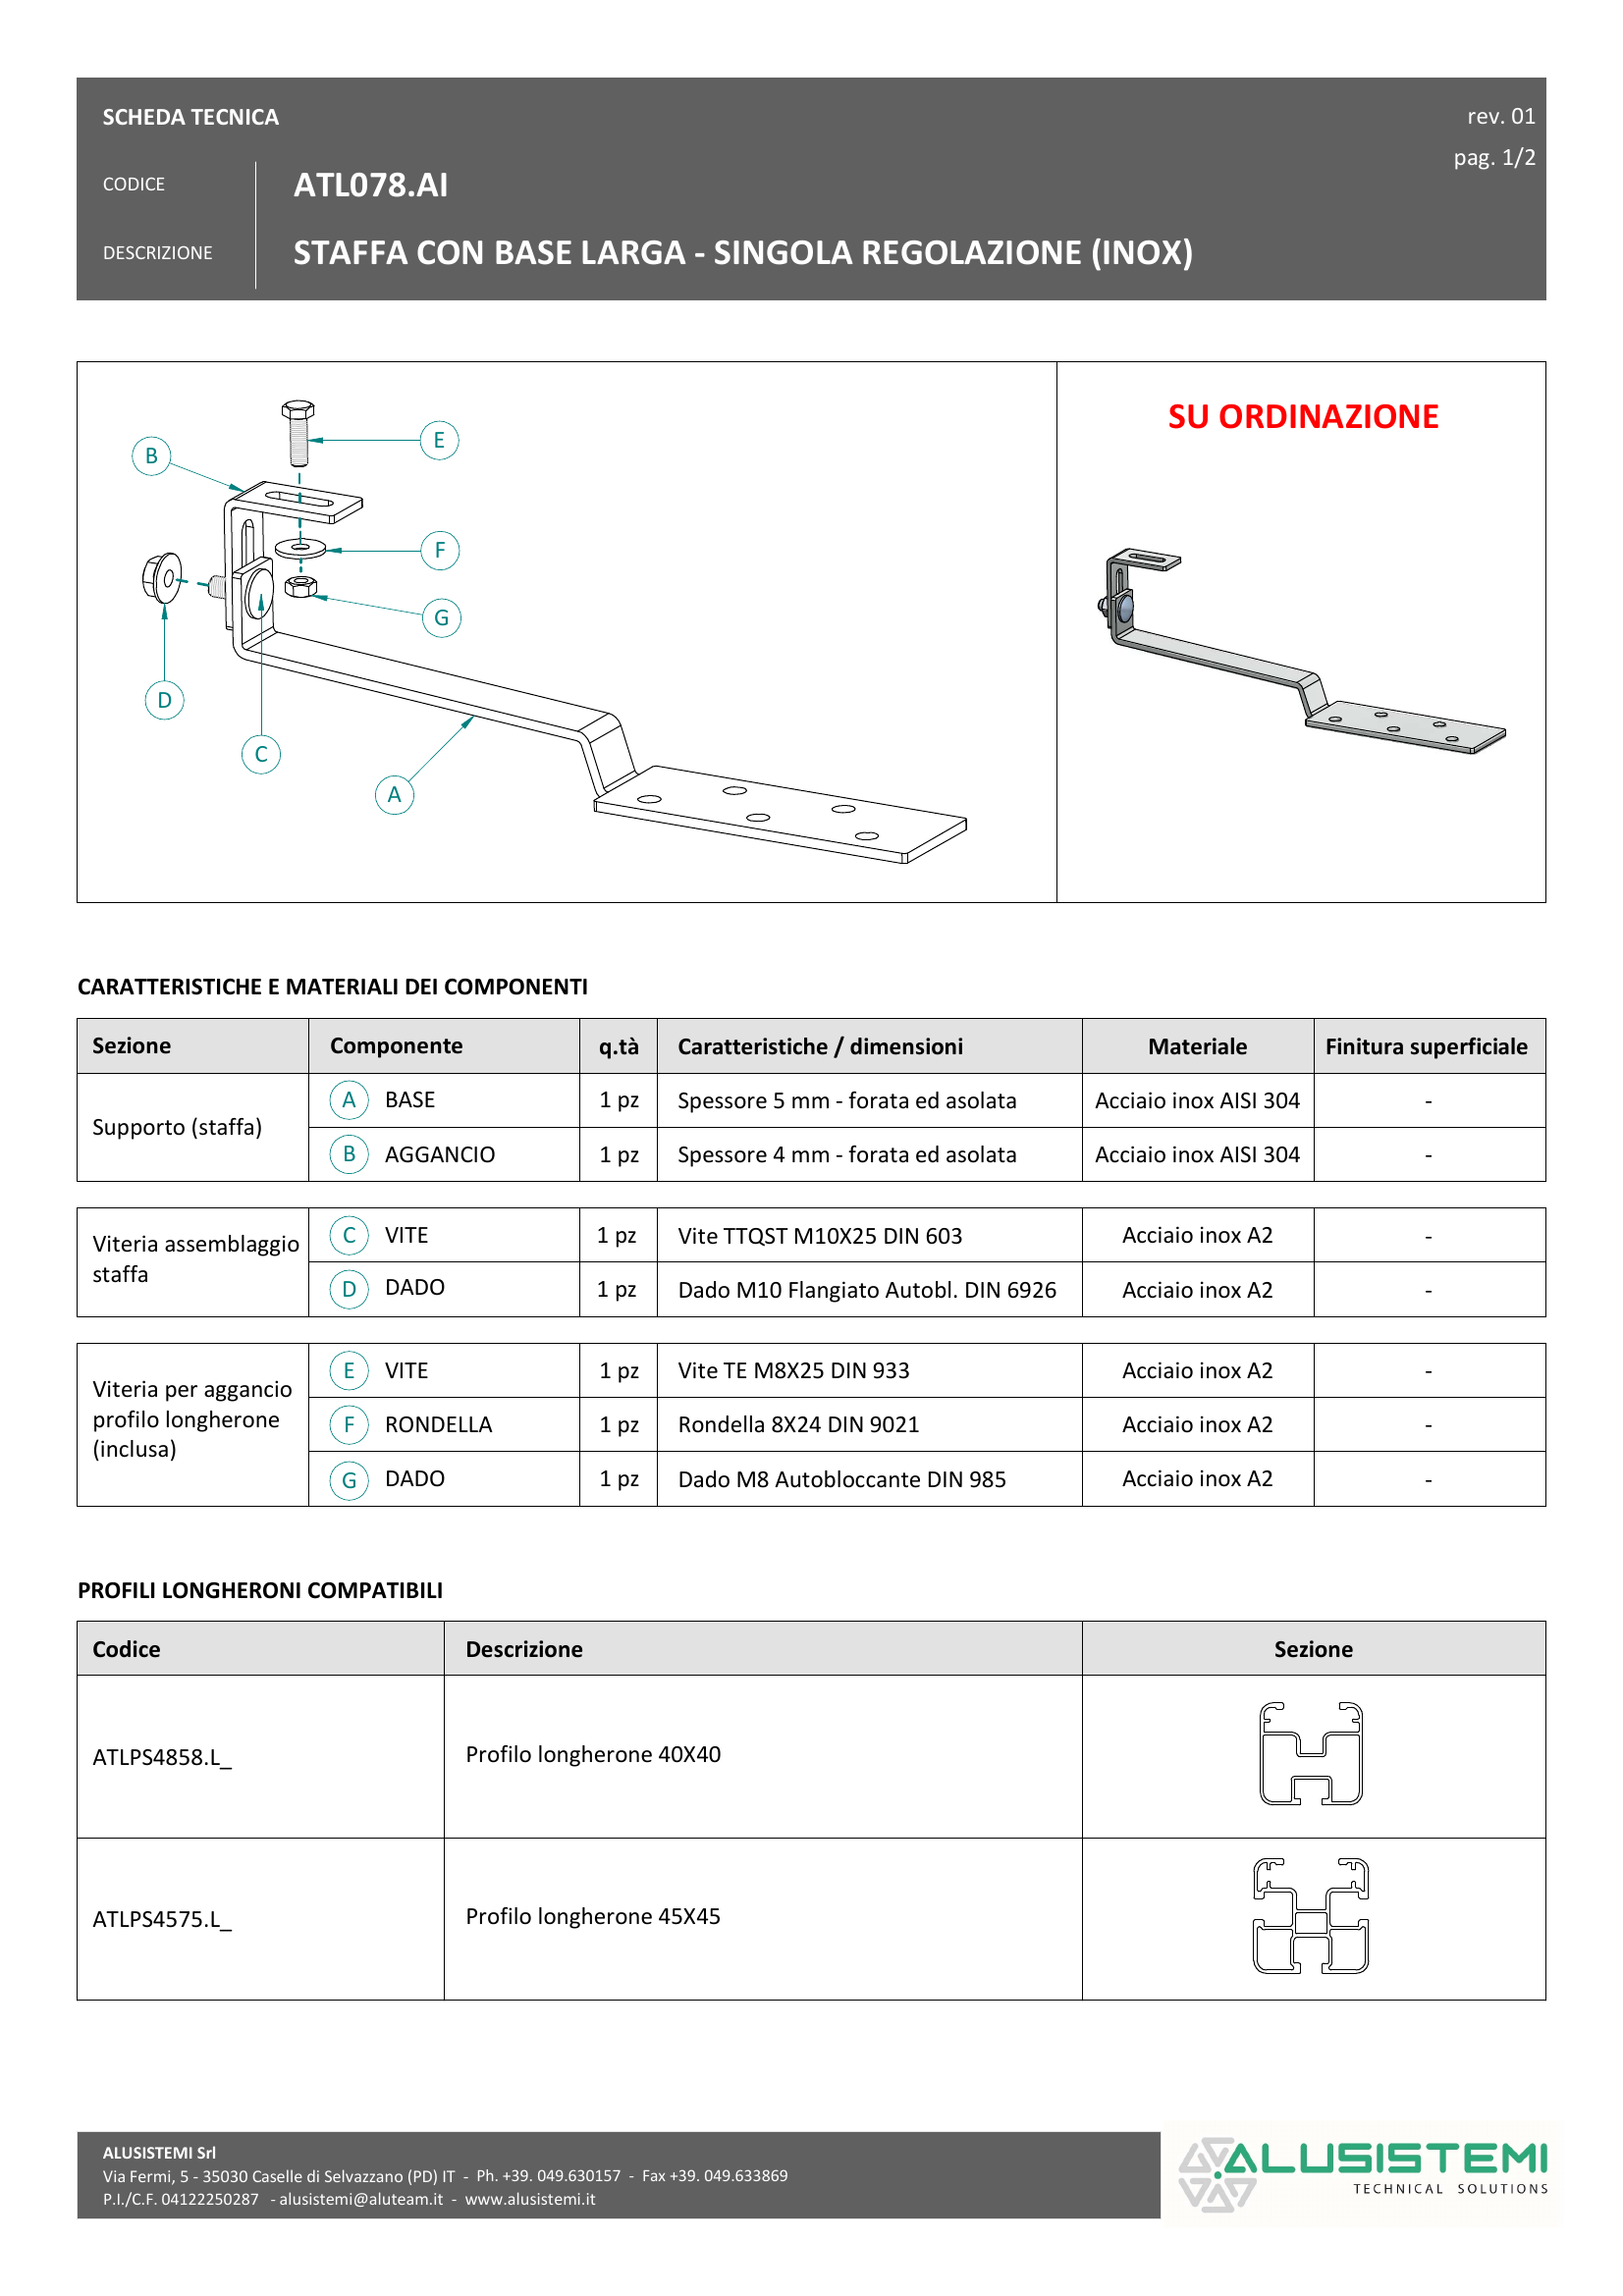 SCHEDA TECNICA
rev. 01
pag. 1/2
CODICE
ATL078.AI
DESCRIZIONE
STAFFA CON BASE LARGA - SINGOLA REGOLAZIONE (INOX)
SU ORDINAZIONE
E
B
F
G
D
C
A
CARATTERISTICHE E MATERIALI DEI COMPONENTI
Sezione Componente q.tà Caratteristiche / dimensioni Materiale Finitura superficiale
Supporto (staffa)
A BASE 1 pz Spessore 5 mm - forata ed asolata Acciaio inox AISI 304 -
B AGGANCIO 1 pz Spessore 4 mm - forata ed asolata Acciaio inox AISI 304 -
Viteria assemblaggio
staffa
C VITE 1 pz Vite TTQST M10X25 DIN 603 Acciaio inox A2 -
D DADO 1 pz Dado M10 Flangiato Autobl. DIN 6926 Acciaio inox A2 -
Viteria per aggancio
profilo longherone
(inclusa)
E VITE 1 pz Vite TE M8X25 DIN 933 Acciaio inox A2 -
F RONDELLA 1 pz Rondella 8X24 DIN 9021 Acciaio inox A2 -
G DADO 1 pz Dado M8 Autobloccante DIN 985 Acciaio inox A2 -
PROFILI LONGHERONI COMPATIBILI
Codice Descrizione Sezione
ATLPS4858.L_ Profilo longherone 40X40
ATLPS4575.L_ Profilo longherone 45X45
ALUSISTEMI Srl
Via Fermi, 5 - 35030 Caselle di Selvazzano (PD) IT - Ph. +39. 049.630157 - Fax +39. 049.633869
P.I./C.F. 04122250287 - alusistemi@aluteam.it - www.alusistemi.it
ALUSISTEMI
TECHNICAL SOLUTIONS